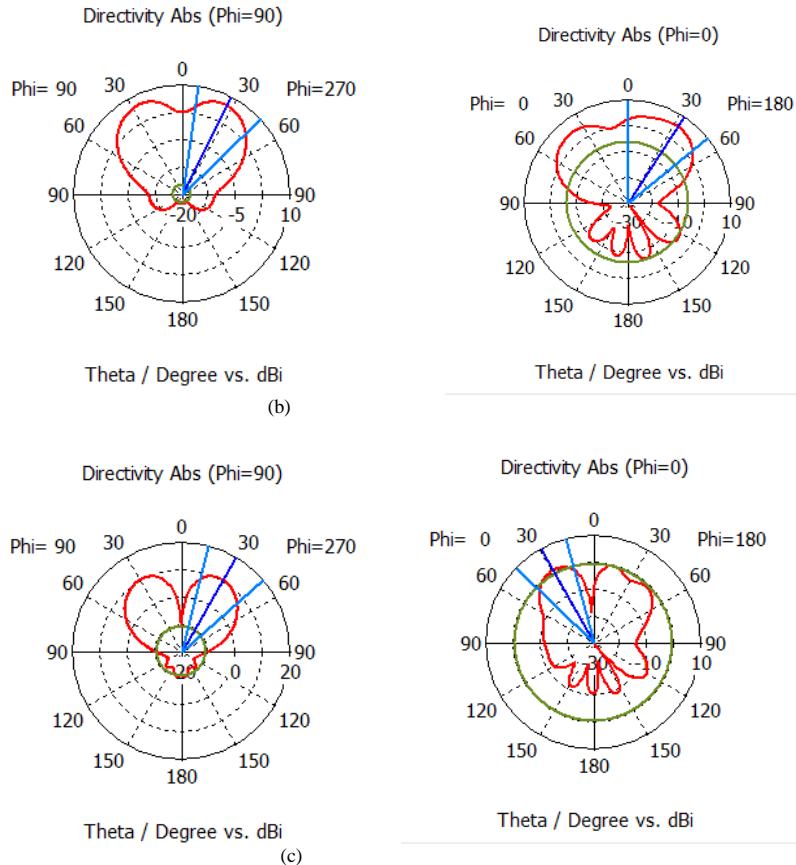 Directivity Abs (Phi=90)
Phi= 90 30 0 30 Phi=270
60 60
90 -20 -5 10 90
120 120
150 150
180
Theta / Degree vs. dBi
Directivity Abs (Phi=0)
Phi= 0 30 0 30 Phi=180
60 60
90 -30 -10 10 90
120 120
150 150
180
Theta / Degree vs. dBi
(b)
Directivity Abs (Phi=90)
Phi= 90 30 0 30 Phi=270
60 60
90 -20 0 20 90
120 120
150 150
180
Theta / Degree vs. dBi
Directivity Abs (Phi=0)
Phi= 0 30 0 30 Phi=180
60 60
90 -30 -10 10 90
120 120
150 150
180
Theta / Degree vs. dBi
(c)